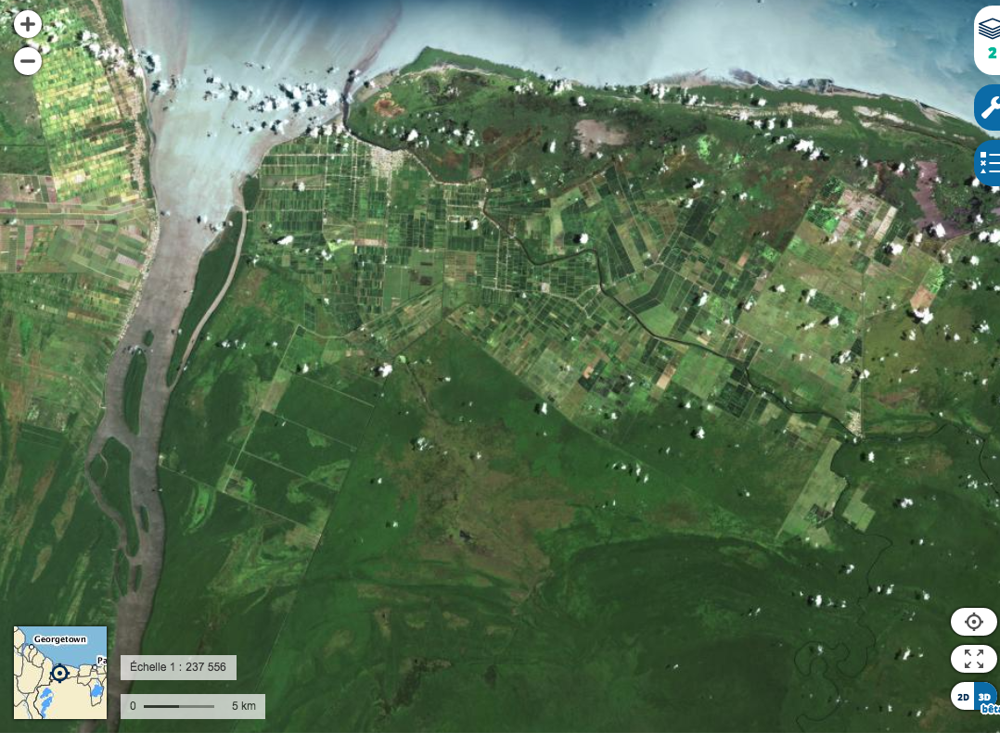 2
Georgetown
Pa
Échelle 1 : 237 556
0 5 km
2D 3D
bêta